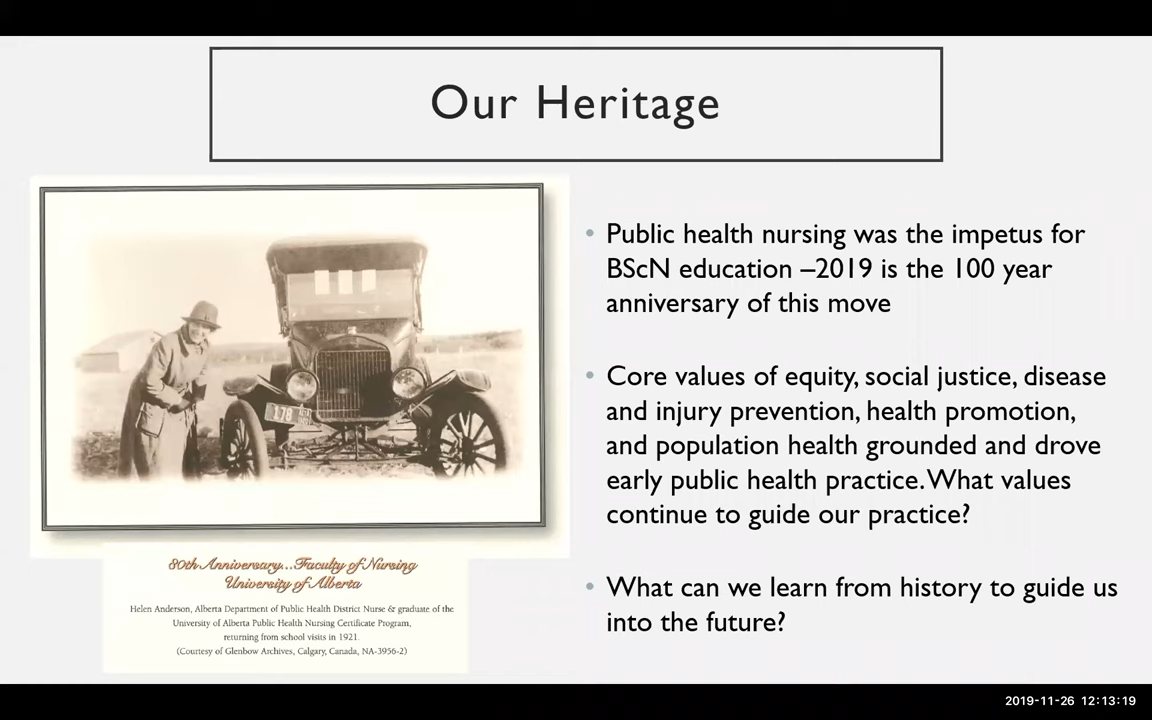 Our Heritage
178
Public health nursing was the impetus for
BScN education –2019 is the 100 year
anniversary of this move
Core values of equity, social justice, disease
and injury prevention, health promotion,
and population health grounded and drove
early public health practice. What values
continue to guide our practice?
What can we learn from history to guide us
into the future?
80th Anniversary...Faculty of Nursing
University of Alberta
Helen Anderson, Alberta Department of Public Health District Nurse & graduate of the
University of Alberta Public Health Nursing Certificate Program,
returning from school visits in 1921.
(Courtesy of Glenbow Archives, Calgary, Canada, NA-3956-2)
2019-11-26 12:13:19